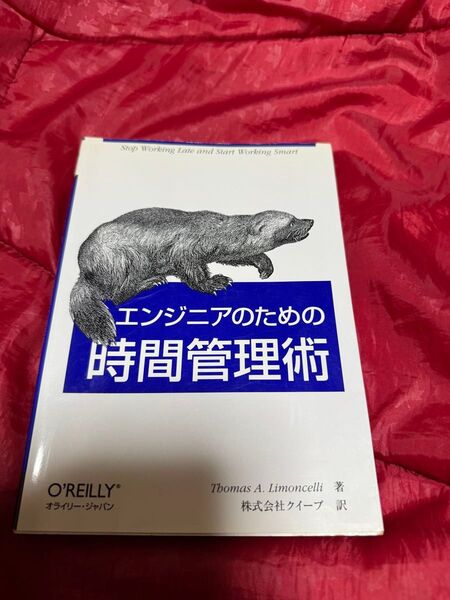 Stop Working Late and Start Working Smart
エンジニアのための
時間管理術
O'REILLY®
オライリー・ジャパン
Thomas A. Limoncelli 著
株式会社クイープ 訳